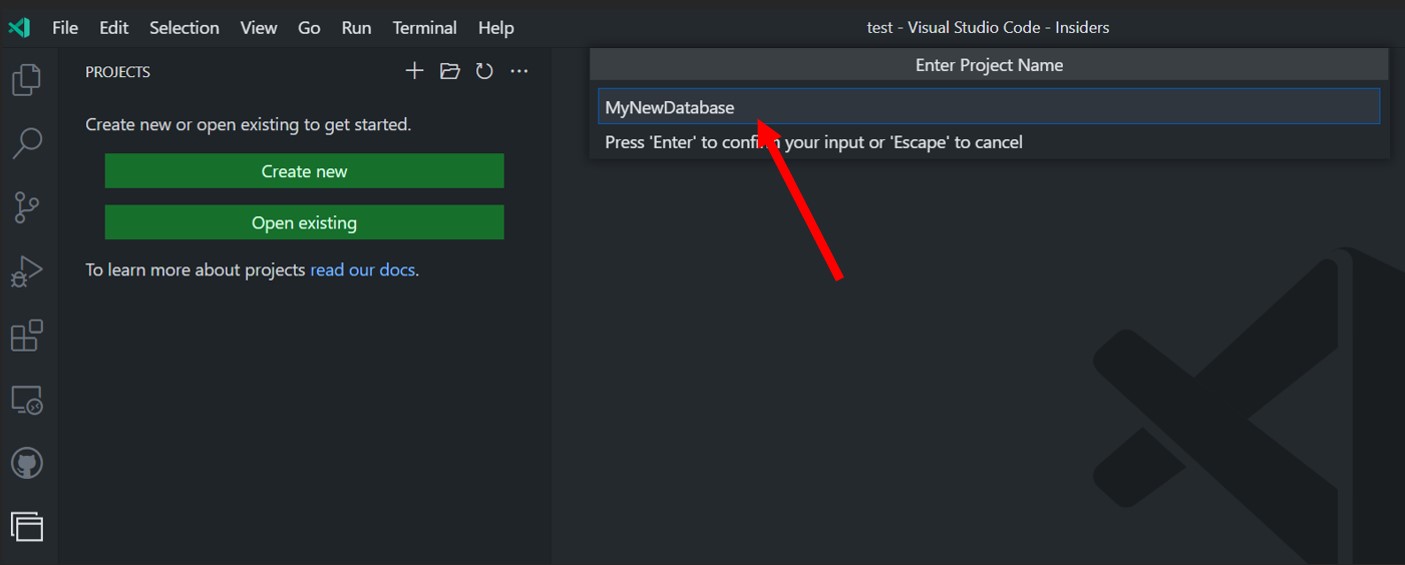 File Edit Selection View Go Run Terminal Help
test - Visual Studio Code - Insiders
PROJECTS
Create new or open existing to get started.
Create new
Open existing
To learn more about projects read our docs.
Enter Project Name
MyNewDatabase
Press 'Enter' to confirm your input or 'Escape' to cancel